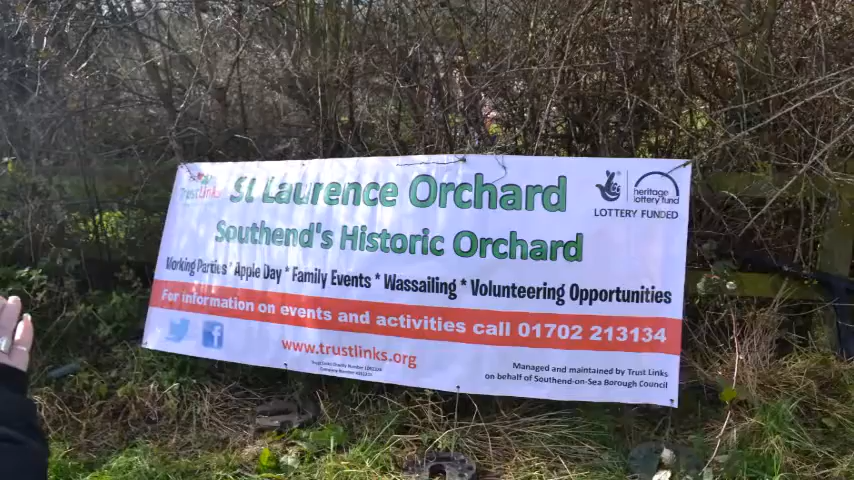 TrustLinks
St Laurence Orchard
heritage
lottery fund
LOTTERY FUNDED
Southend's Historic Orchard
Working Parties * Apple Day * Family Events * Wassailing * Volunteering Opportunities
For information on events and activities call 01702 213134
www.trustlinks.org
Managed and maintained by Trust Links
on behalf of Southend-on-Sea Borough Council